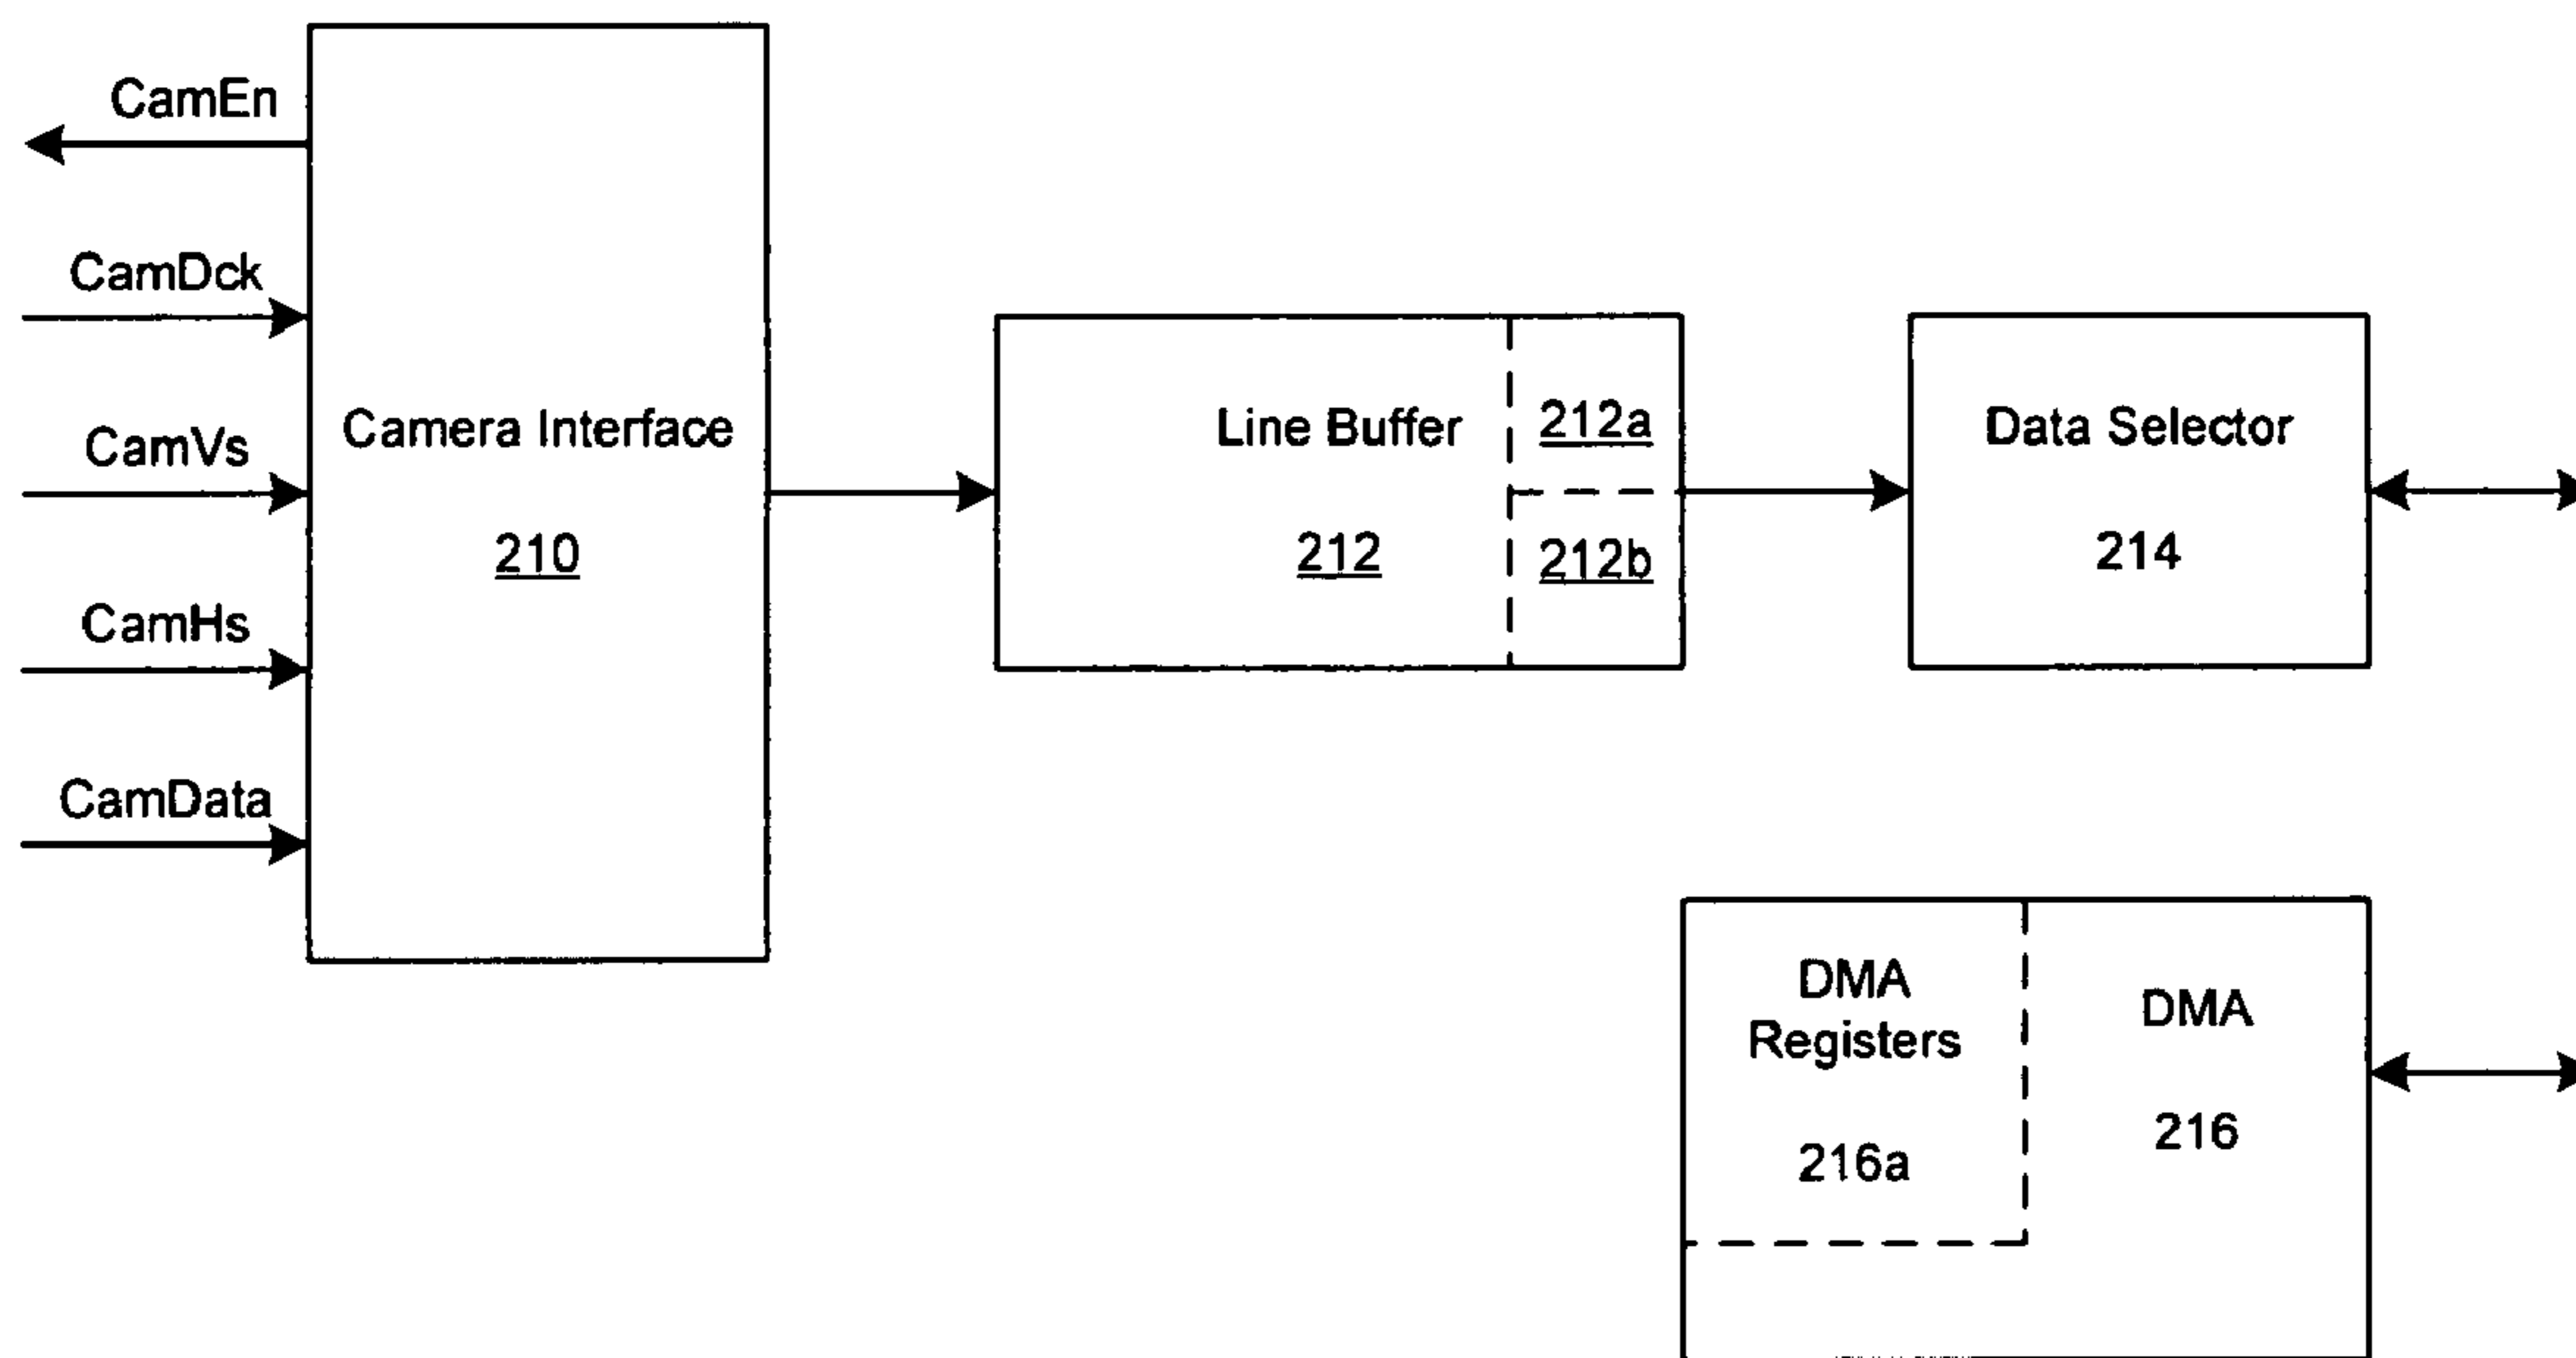 CamEn
CamDck
CamVs
CamHs
CamData
Camera Interface
210
Line Buffer
212
212a
212b
Data Selector
214
DMA
Registers
216a
DMA
216